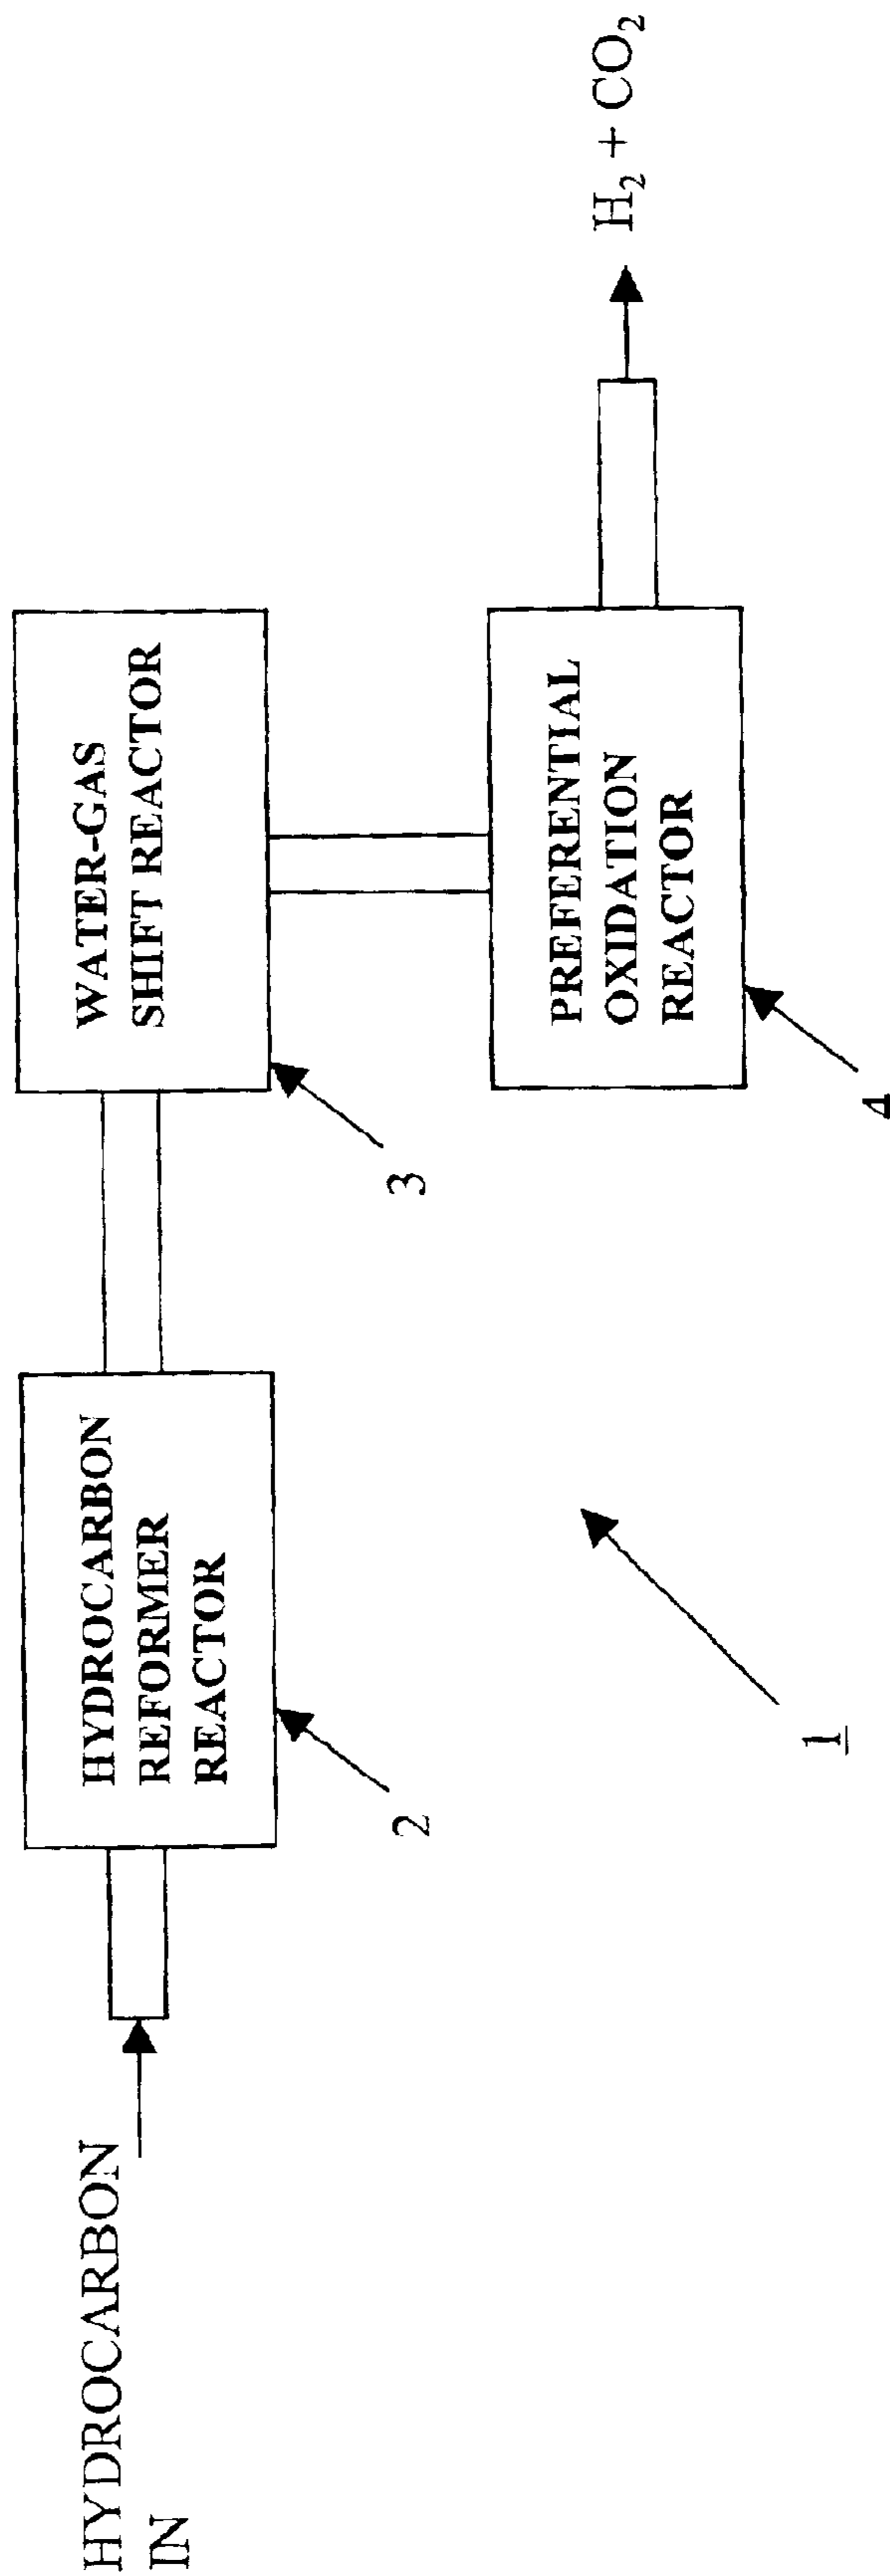 HYDROCARBON
IN
HYDROCARBON
REFORMER
REACTOR
2
WATER-GAS
SHIFT REACTOR
3
PREFERENTIAL
OXIDATION
REACTOR
4
H₂ + CO₂
1